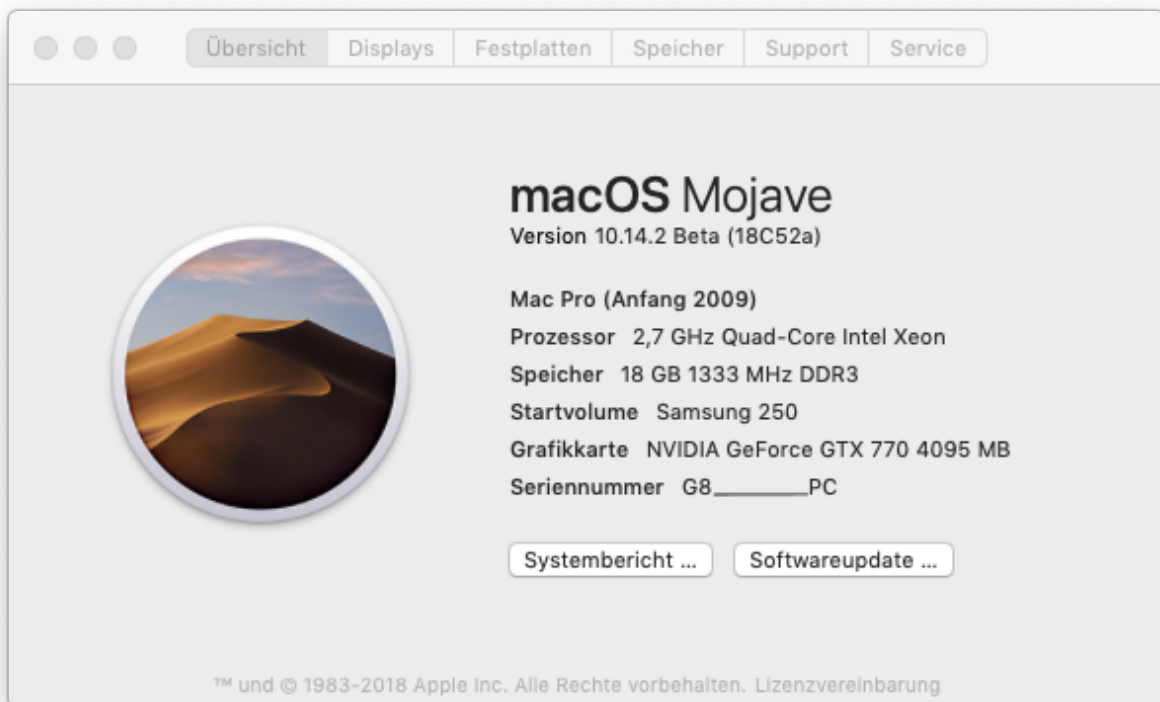 Übersicht Displays Festplatten Speicher Support Service
macOS Mojave
Version 10.14.2 Beta (18C52a)
Mac Pro (Anfang 2009)
Prozessor 2,7 GHz Quad-Core Intel Xeon
Speicher 18 GB 1333 MHz DDR3
Startvolume Samsung 250
Grafikkarte NVIDIA GeForce GTX 770 4095 MB
Seriennummer G8________PC
Systembericht ... Softwareupdate ...
™ und © 1983-2018 Apple Inc. Alle Rechte vorbehalten. Lizenzvereinbarung